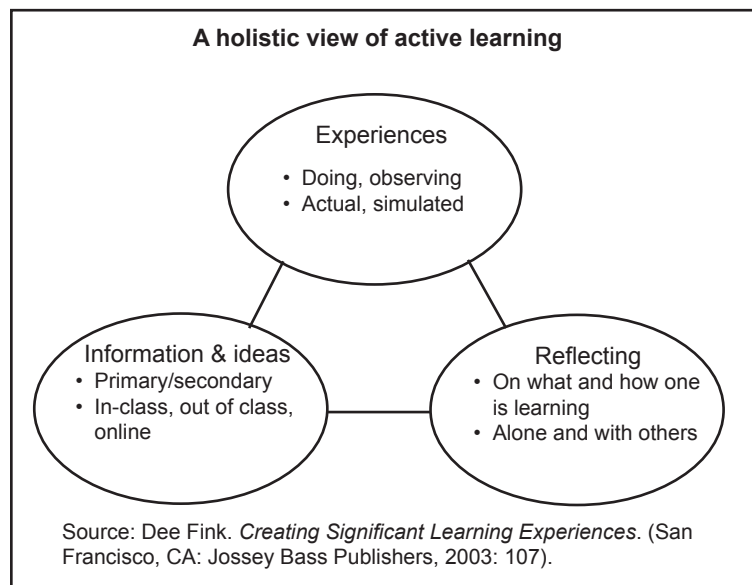 A holistic view of active learning
Experiences
• Doing, observing
• Actual, simulated
Information & ideas
• Primary/secondary
• In-class, out of class,
online
Reflecting
• On what and how one
is learning
• Alone and with others
Source: Dee Fink. Creating Significant Learning Experiences. (San
Francisco, CA: Jossey Bass Publishers, 2003: 107).